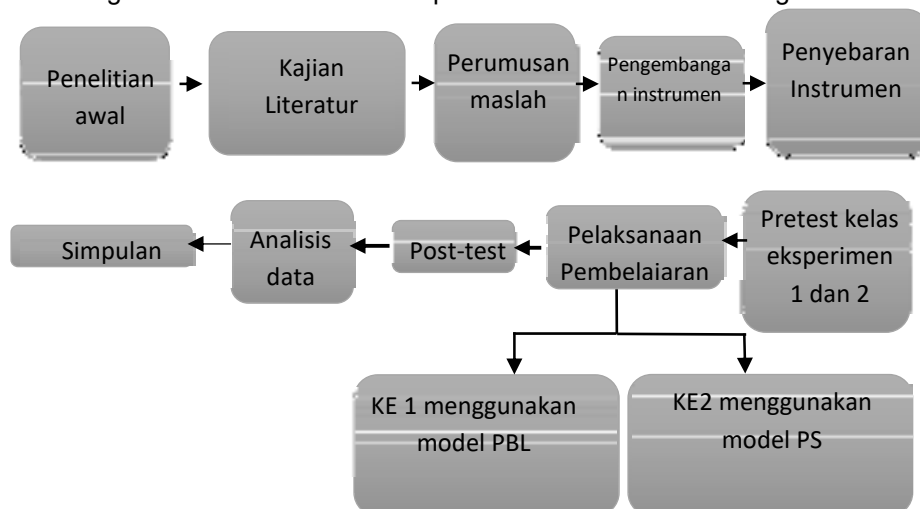 Penelitian
awal
Kajian
Literatur
Perumusan
maslah
Pengembanga
n instrumen
Penyebaran
Instrumen
Pretest kelas
eksperimen
1 dan 2
Pelaksanaan
Pembelaiaran
Post-test
Analisis
data
Simpulan
KE 1 menggunakan
model PBL
KE2 menggunakan
model PS